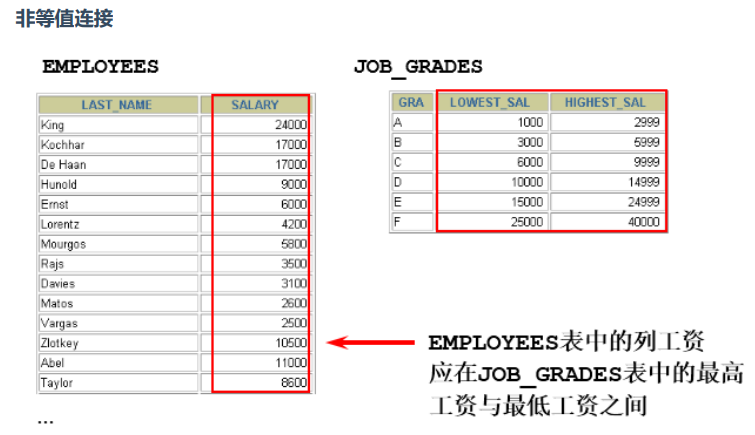 非等值连接
EMPLOYEES
JOB_GRADES
LAST_NAME SALARY
King 24000
Kochhar 17000
De Haan 17000
Hunold 9000
Ernst 6000
Lorentz 4200
Mourgos 5800
Rajs 3500
Davies 3100
Matos 2600
Vargas 2500
Zlotkey 10500
Abel 11000
Taylor 8600
...
GRA LOWEST_SAL HIGHEST_SAL
A 1000 2999
B 3000 5999
C 6000 9999
D 10000 14999
E 15000 24999
F 25000 40000
EMPLOYEES表中的列工资
应在JOB_GRADES表中的最高
工资与最低工资之间